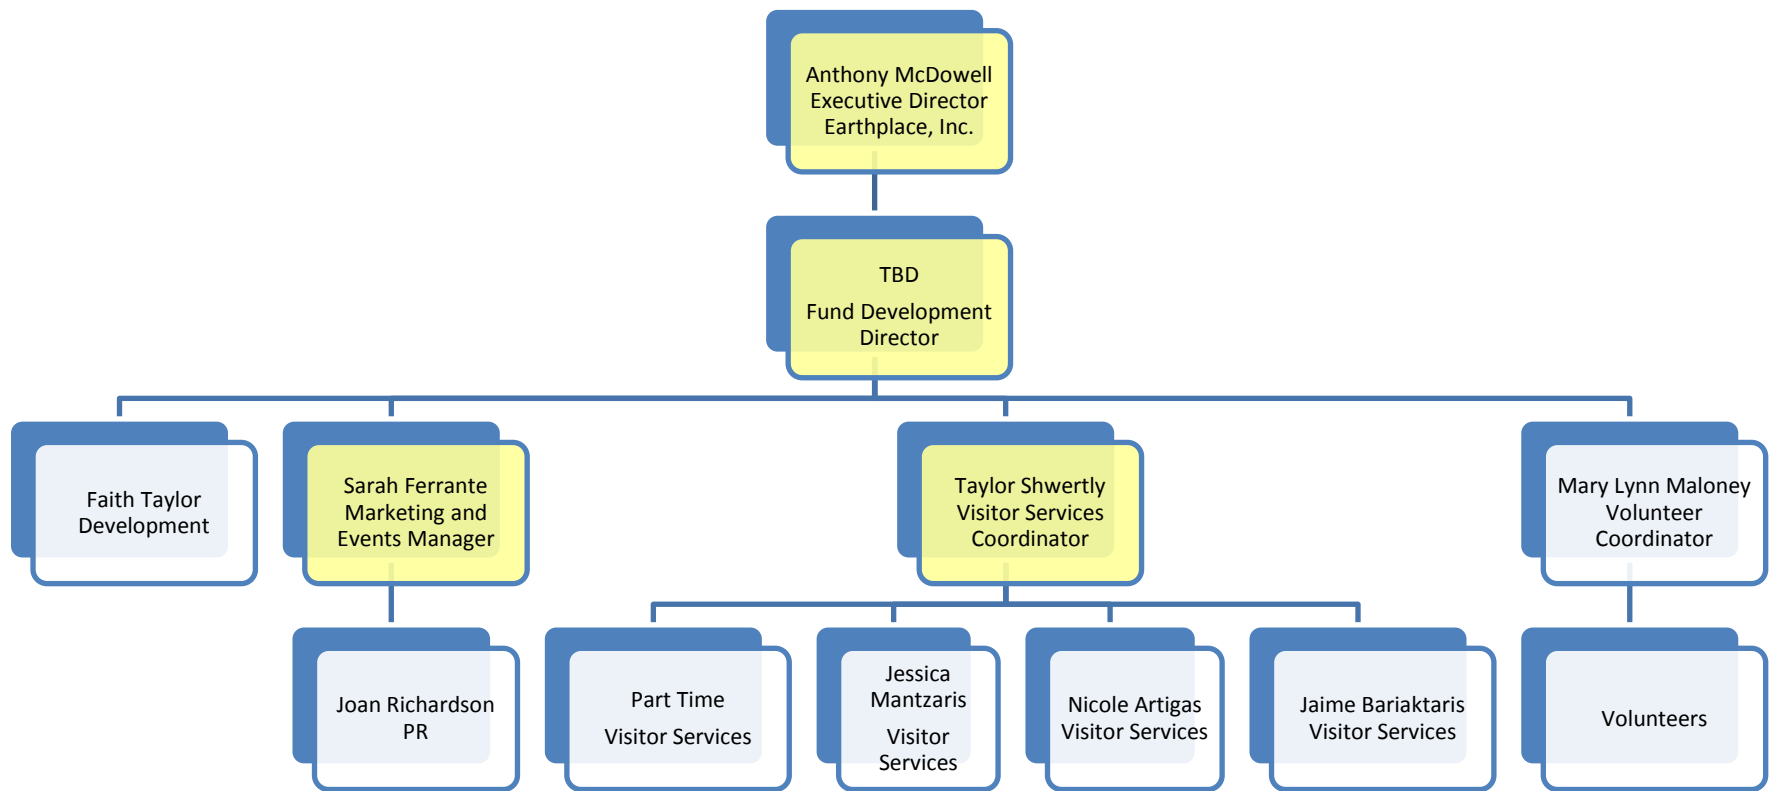 Anthony McDowell
Executive Director
Earthplace, Inc.
TBD
Fund Development
Director
Faith Taylor
Development
Sarah Ferrante
Marketing and
Events Manager
Taylor Shwertly
Visitor Services
Coordinator
Mary Lynn Maloney
Volunteer
Coordinator
Joan Richardson
PR
Part Time
Visitor Services
Jessica
Mantzaris
Visitor
Services
Nicole Artigas
Visitor Services
Jaime Bariaktaris
Visitor Services
Volunteers